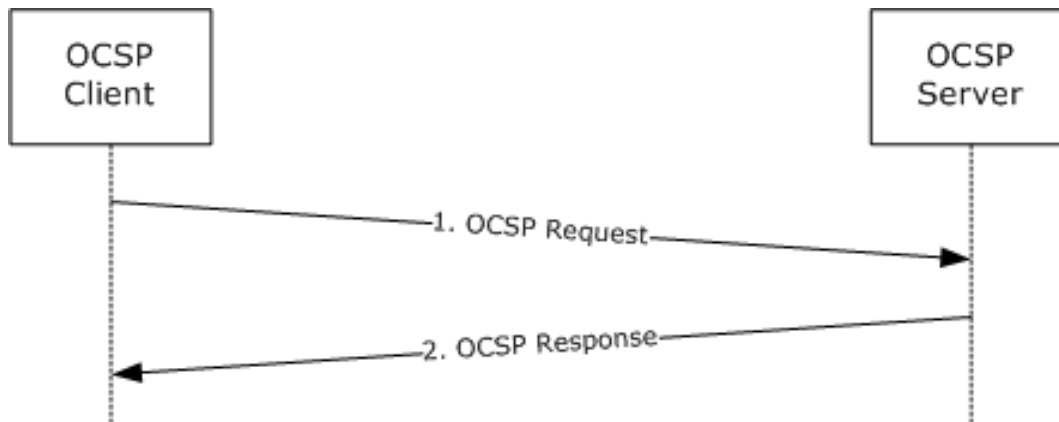 OCSP
Client
OCSP
Server
1. OCSP Request
2. OCSP Response